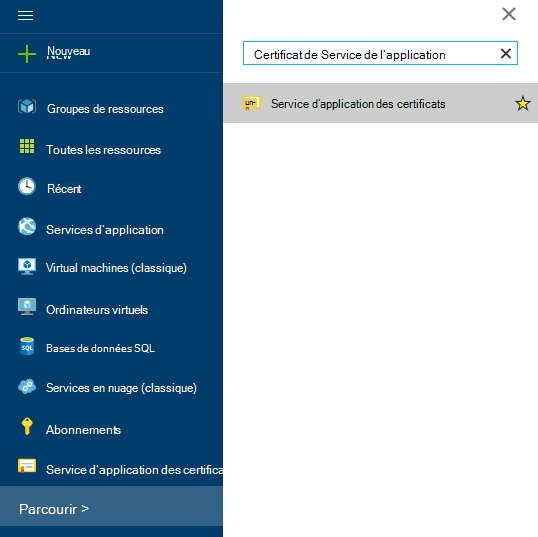 Nouveau
Groupes de ressources
Toutes les ressources
Récent
Services d'application
Virtual machines (classique)
Ordinateurs virtuels
Bases de données SQL
Services en nuage (classique)
Abonnements
Service d'application des certifica
Parcourir >
Certificat de Service de l'application
Service d'application des certificats